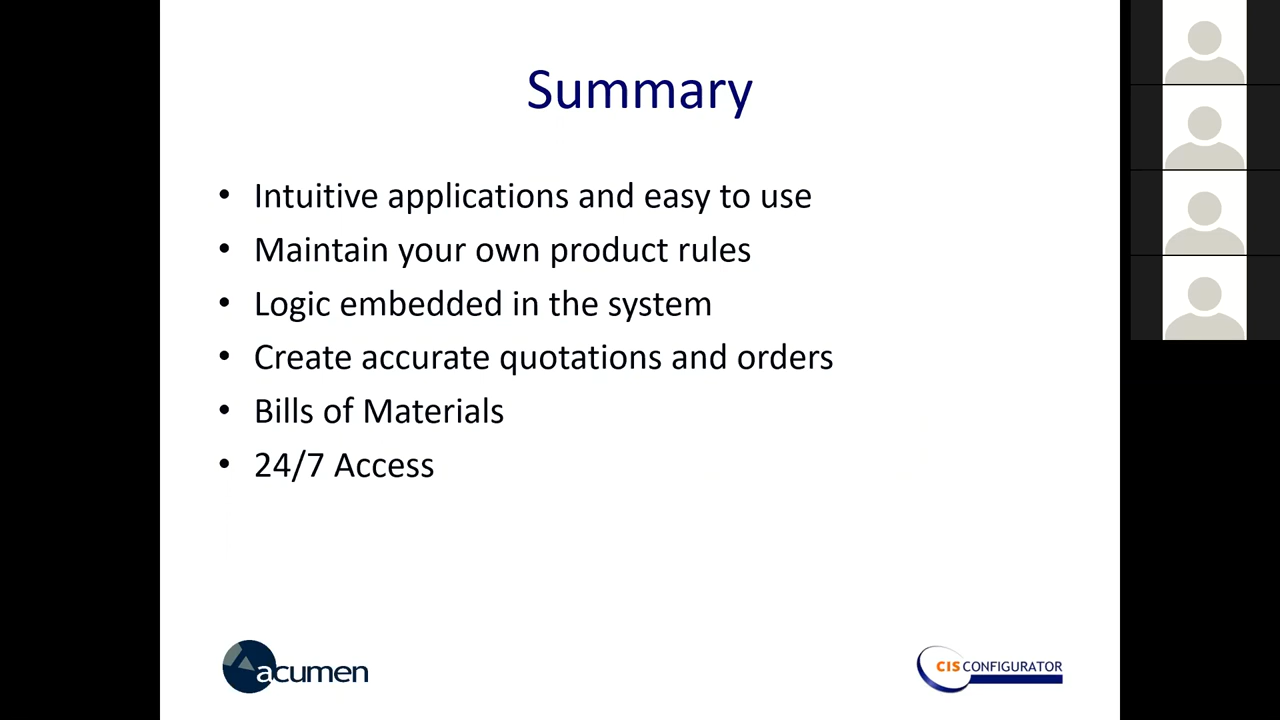 Summary
• Intuitive applications and easy to use
• Maintain your own product rules
• Logic embedded in the system
• Create accurate quotations and orders
• Bills of Materials
• 24/7 Access
acumen
CIS CONFIGURATOR